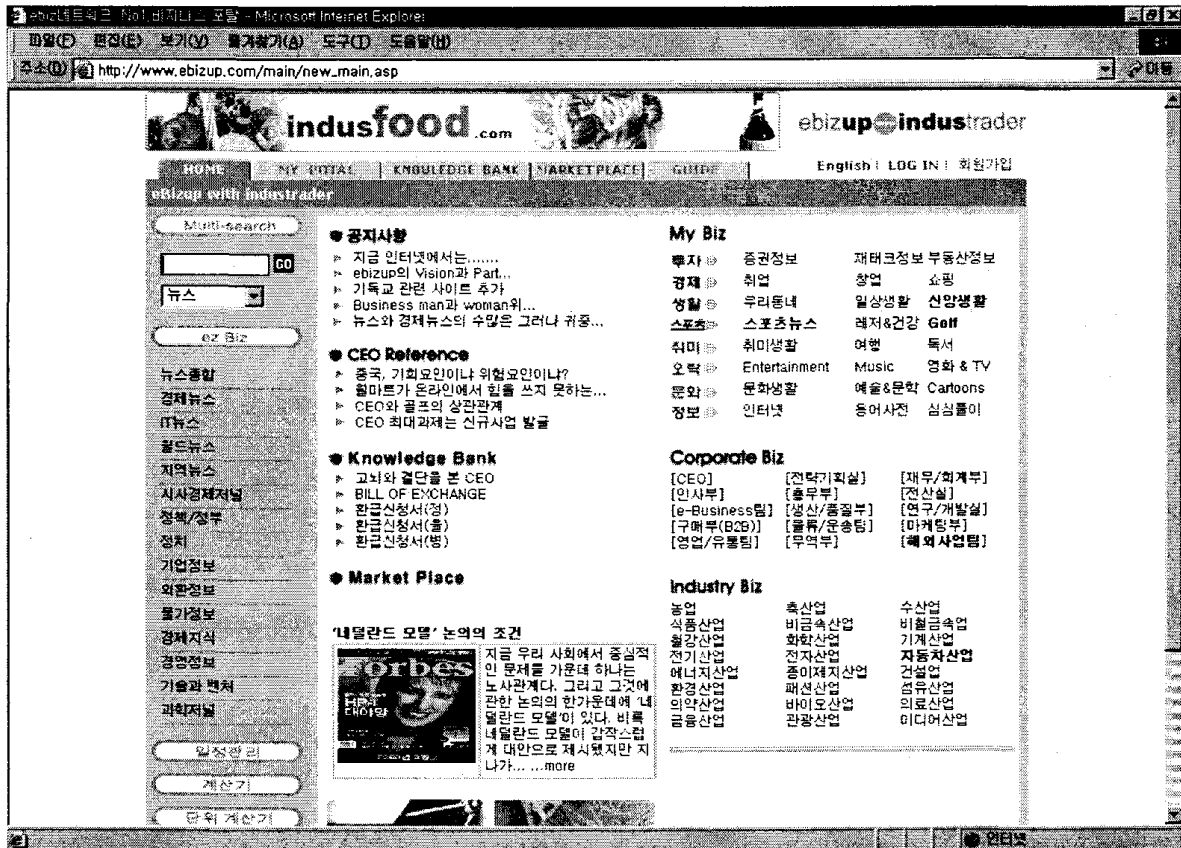 ebiz네트워크 No1.비지니스 포탈 - Microsoft Internet Explorer
파일(F) 편집(E) 보기(V) 즐겨찾기(A) 도구(T) 도움말(H)
주소(D) http://www.ebizup.com/main/new_main.asp 이동
indusfood.com
ebizup industrader
HOME MY POTAL KNOWLEDGE BANK MARKETPLACE GUIDE
English | LOG IN | 회원가입
eBizup with industrader
Multi-search
GO
뉴스
ez Biz
뉴스종합
경제뉴스
IT뉴스
월드뉴스
지역뉴스
시사경제저널
정책/정부
정치
기업정보
외환정보
물가정보
경제지식
경영정보
기술과 벤처
과학저널
일정관리
계산기
단위 계산기
공지사항
지금 인터넷에서는.......
ebizup의 Vision과 Part...
기독교 관련 사이트 추가
Business man과 woman위...
뉴스와 경제뉴스의 수많은 그러나 귀중...
CEO Reference
중국, 기회요인이냐 위험요인이냐?
월마트가 온라인에서 힘을 쓰지 못하는...
CEO와 골프의 상관관계
CEO 최대과제는 신규사업 발굴
Knowledge Bank
고뇌와 결단을 본 CEO
BILL OF EXCHANGE
환급신청서(정)
환급신청서(을)
환급신청서(병)
Market Place
'네덜란드 모델' 논의의 조건
Forbes
지금 우리 사회에서 중심적
인 문제들 가운데 하나는
노사관계다. 그리고 그것에
관한 논의의 한가운데에 '네
덜란드 모델'이 있다. 비록
네덜란드 모델이 갑작스럽
게 대안으로 제시됐지만 지
나가... ...more
My Biz
투자 증권정보 재태크정보 부동산정보
경제 취업 창업 쇼핑
생활 우리동네 일상생활 신앙생활
스포츠 스포츠뉴스 레저&건강 Golf
취미 취미생활 여행 독서
오락 Entertainment Music 영화 & TV
문화 문화생활 예술&문학 Cartoons
정보 인터넷 용어사전 심심풀이
Corporate Biz
[CEO] [전략기획실] [재무/회계부]
[인사부] [총무부] [전산실]
[e-Business팀] [생산/품질부] [연구/개발실]
[구매부(B2B)] [물류/운송팀] [마케팅부]
[영업/유통팀] [무역부] [해외사업팀]
Industry Biz
농업 축산업 수산업
식품산업 비금속산업 비철금속업
철강산업 화학산업 기계산업
전기산업 전자산업 자동차산업
에너지산업 종이제지산업 건설업
환경산업 패션산업 섬유산업
의약산업 바이오산업 의료산업
금융산업 관광산업 미디어산업
인터넷